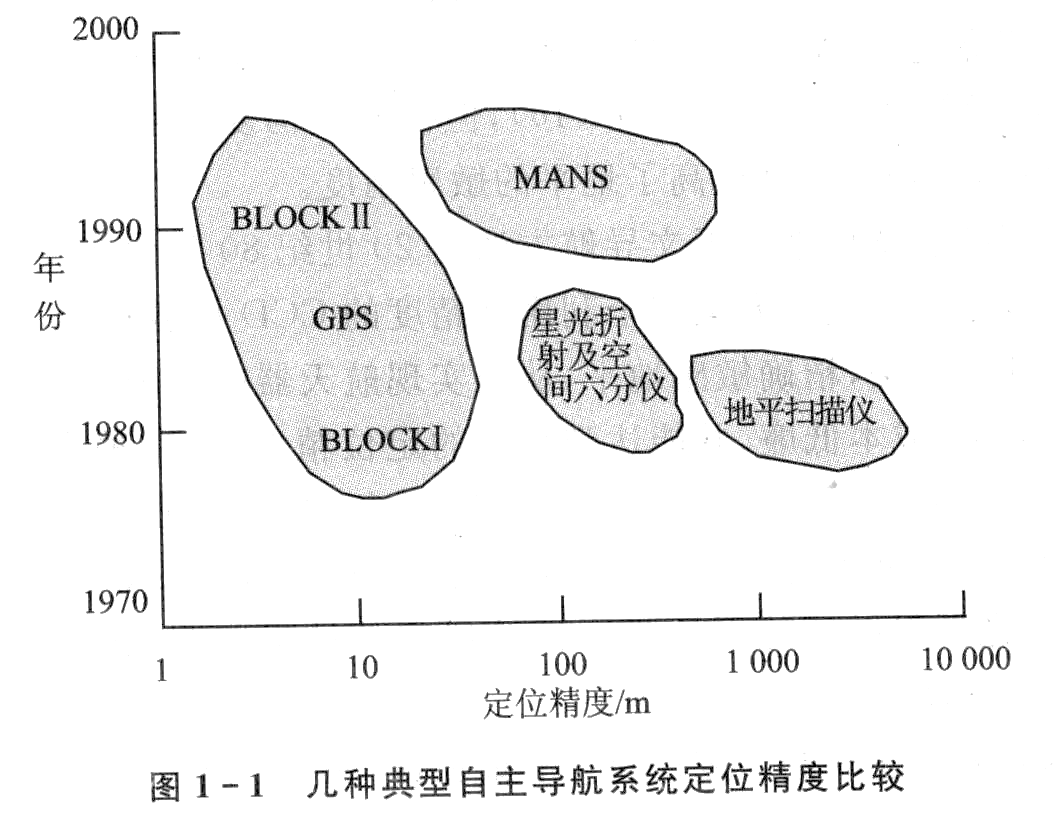 2000
MANS
BLOCK Ⅱ
1990
年
份
GPS
星光折
射及空
间六分仪
地平扫描仪
BLOCKⅠ
1980
1970
1
10
100
1 000
10 000
定位精度/m
图 1-1 几种典型自主导航系统定位精度比较